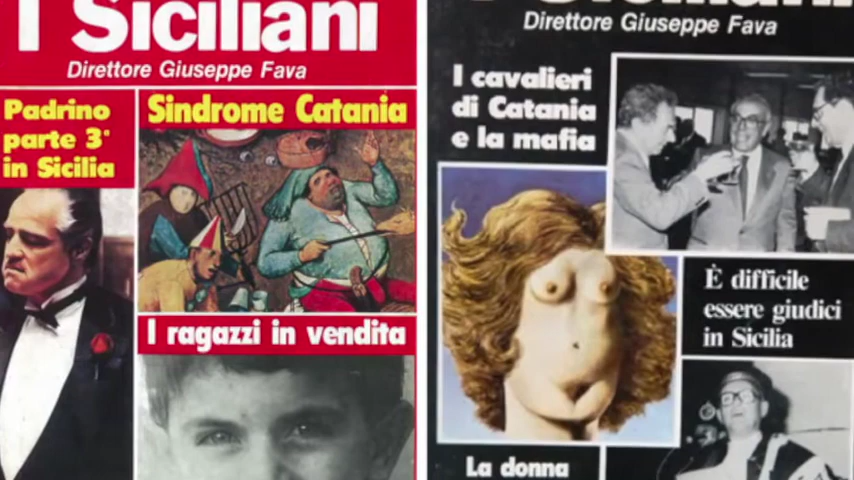 I Siciliani
Direttore Giuseppe Fava
Padrino
parte 3ª
in Sicilia
Sindrome Catania
I ragazzi in vendita
I Siciliani
Direttore Giuseppe Fava
I cavalieri
di Catania
e la mafia
È difficile
essere giudici
in Sicilia
La donna